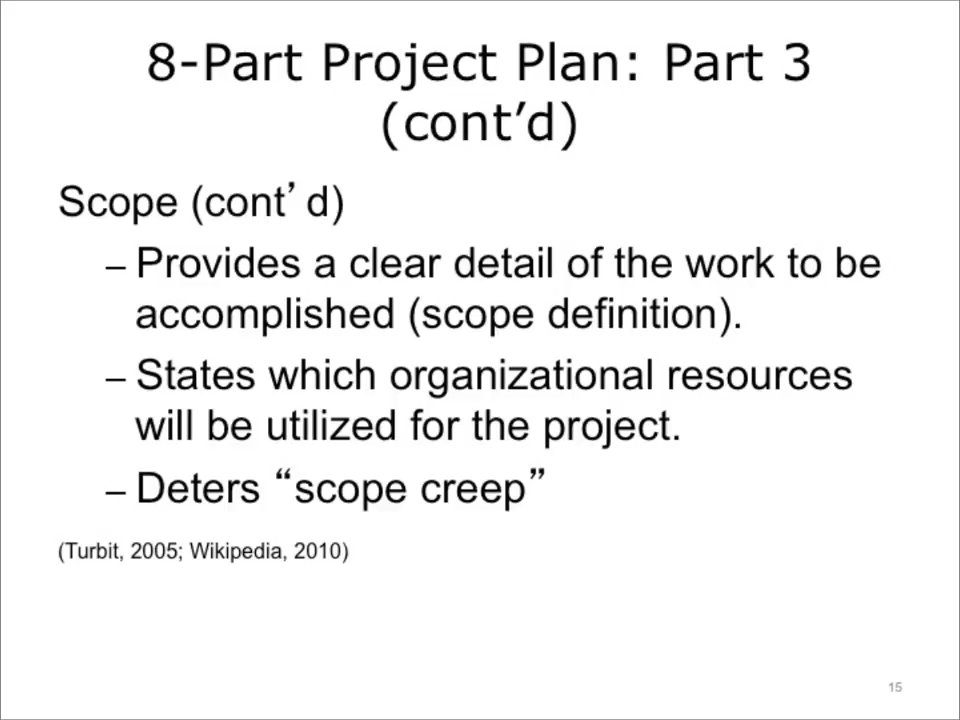 8-Part Project Plan: Part 3
(cont’d)
Scope (cont’d)
– Provides a clear detail of the work to be
accomplished (scope definition).
– States which organizational resources
will be utilized for the project.
– Deters “scope creep”
(Turbit, 2005; Wikipedia, 2010)
15